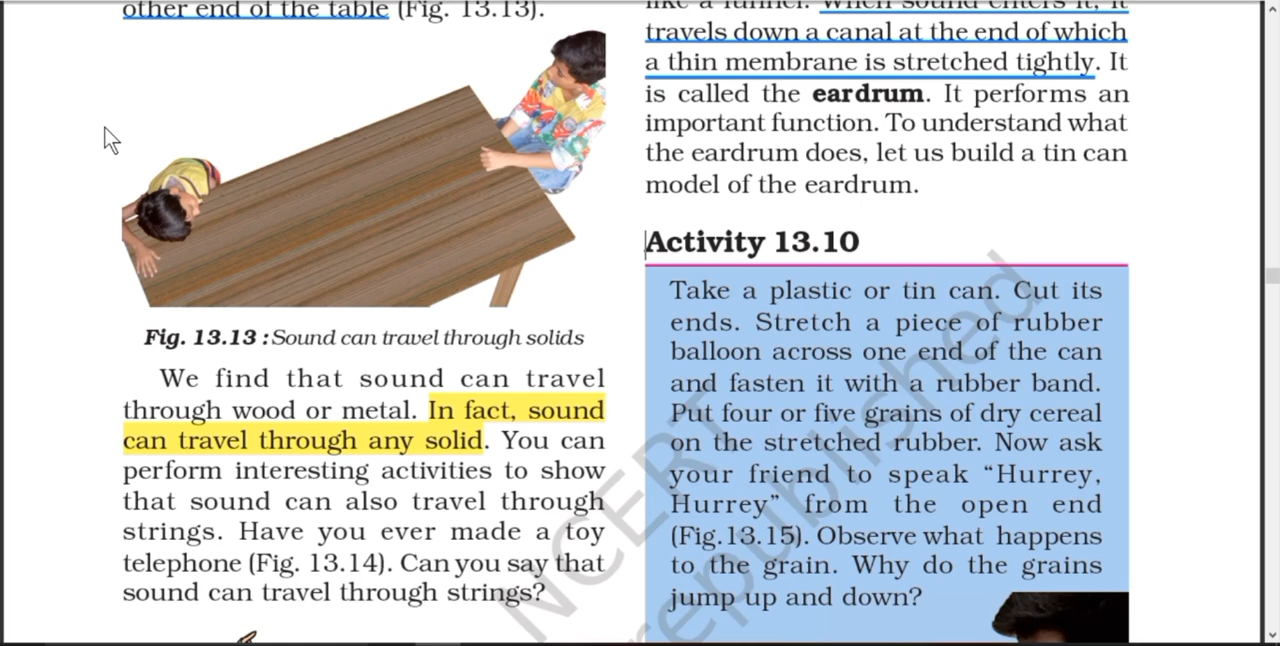 other end of the table (Fig. 13.13).
Fig. 13.13 : Sound can travel through solids
We find that sound can travel
through wood or metal. In fact, sound
can travel through any solid. You can
perform interesting activities to show
that sound can also travel through
strings. Have you ever made a toy
telephone (Fig. 13.14). Can you say that
sound can travel through strings?
like a funnel. When sound enters it, it
travels down a canal at the end of which
a thin membrane is stretched tightly. It
is called the eardrum. It performs an
important function. To understand what
the eardrum does, let us build a tin can
model of the eardrum.
Activity 13.10
Take a plastic or tin can. Cut its
ends. Stretch a piece of rubber
balloon across one end of the can
and fasten it with a rubber band.
Put four or five grains of dry cereal
on the stretched rubber. Now ask
your friend to speak “Hurrey,
Hurrey” from the open end
(Fig.13.15). Observe what happens
to the grain. Why do the grains
jump up and down?
NCERT
republished